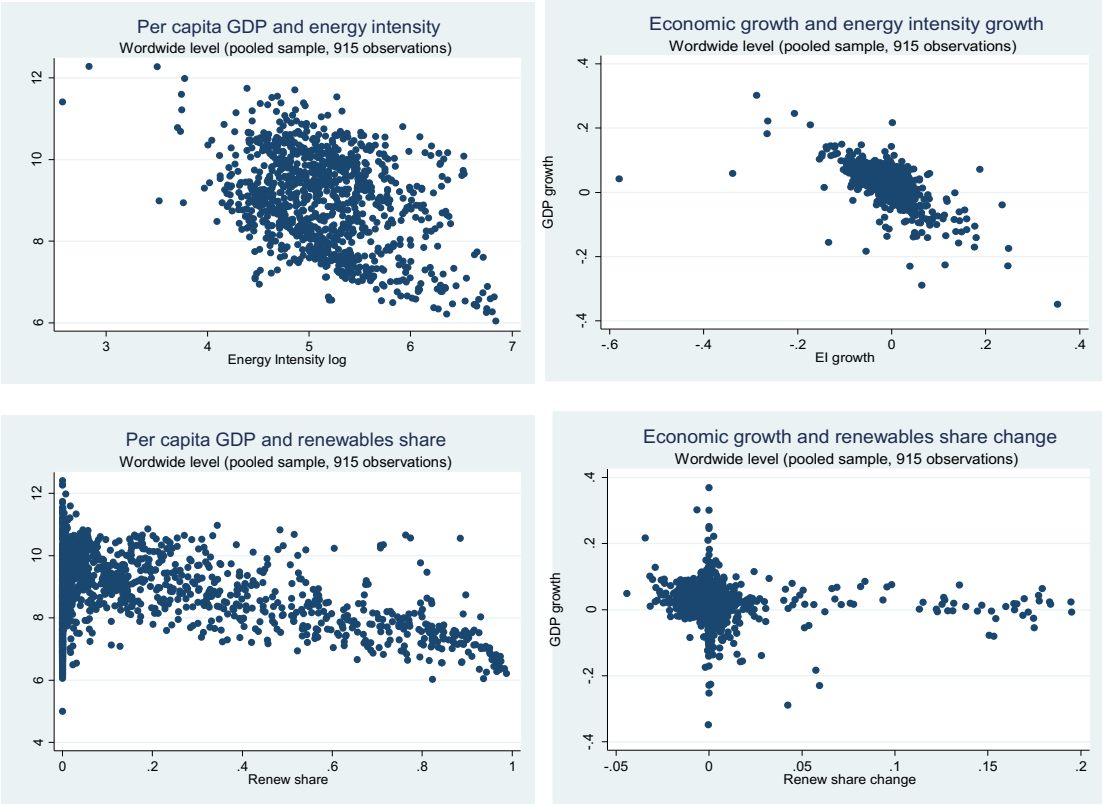 Per capita GDP and energy intensity
Wordwide level (pooled sample, 915 observations)
12
10
8
6
3 4 5 6 7
Energy Intensity log
Economic growth and energy intensity growth
Wordwide level (pooled sample, 915 observations)
GDP growth
.4
.2
0
-.2
-.4
-.6 -.4 -.2 0 .2 .4
EI growth
Per capita GDP and renewables share
Wordwide level (pooled sample, 915 observations)
12
10
8
6
4
0 .2 .4 .6 .8 1
Renew share
Economic growth and renewables share change
Wordwide level (pooled sample, 915 observations)
GDP growth
.4
.2
0
-.2
-.4
-.05 0 .05 .1 .15 .2
Renew share change